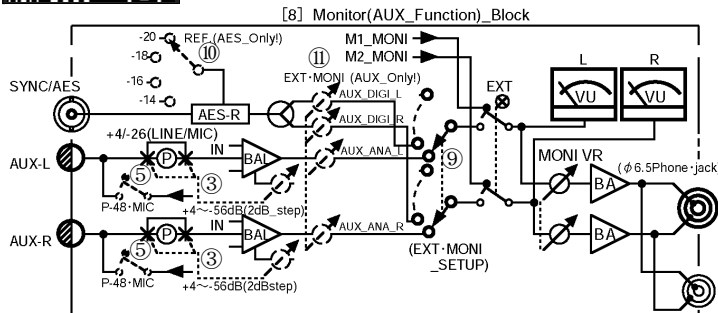 [8] Monitor(AUX_Function)_Block
-20 REF.(AES_Only!)
⑩
-18
-16
-14
⑪
M1_MONI
M2_MONI
L R
EXT·MONI (AUX_Only!)
EXT
VU VU
SYNC/AES
AES-R
AUX_DIGI_L
AUX_DIGI_R
+4/-26(LINE/MIC)
AUX-L
P
IN
BAL
AUX_ANA_L
⑨
MONI VR
(φ6.5Phone·jack
BA
⑤
③
P-48·MIC
+4~-56dB(2dB_step)
AUX-R
P
IN
BAL
AUX_ANA_R
BA
(EXT·MONI
_SETUP)
⑤
③
P-48·MIC
+4~-56dB(2dBstep)